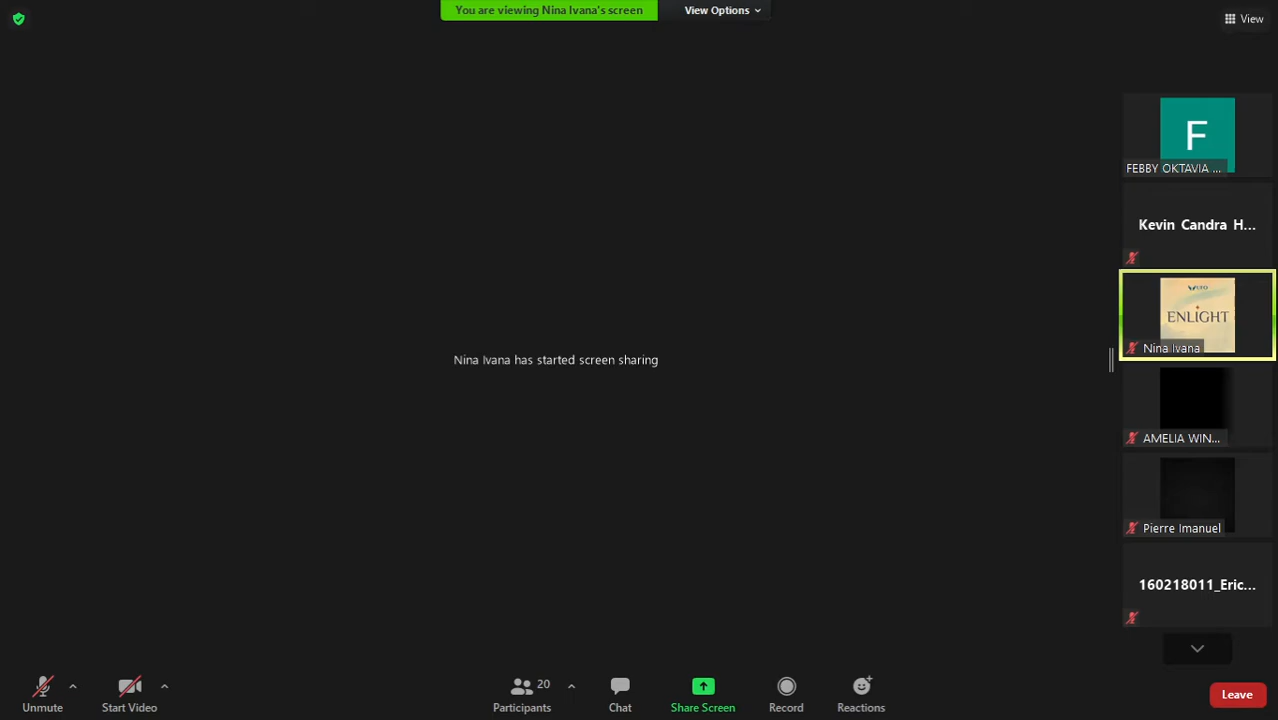 You are viewing Nina Ivana's screen
View Options
View
F
FEBBY OKTAVIA ...
Kevin Candra H...
ENLIGHT
Nina Ivana
AMELIA WIN...
Pierre Imanuel
160218011_Eric...
Nina Ivana has started screen sharing
Unmute
Start Video
20
Participants
Chat
Share Screen
Record
Reactions
Leave